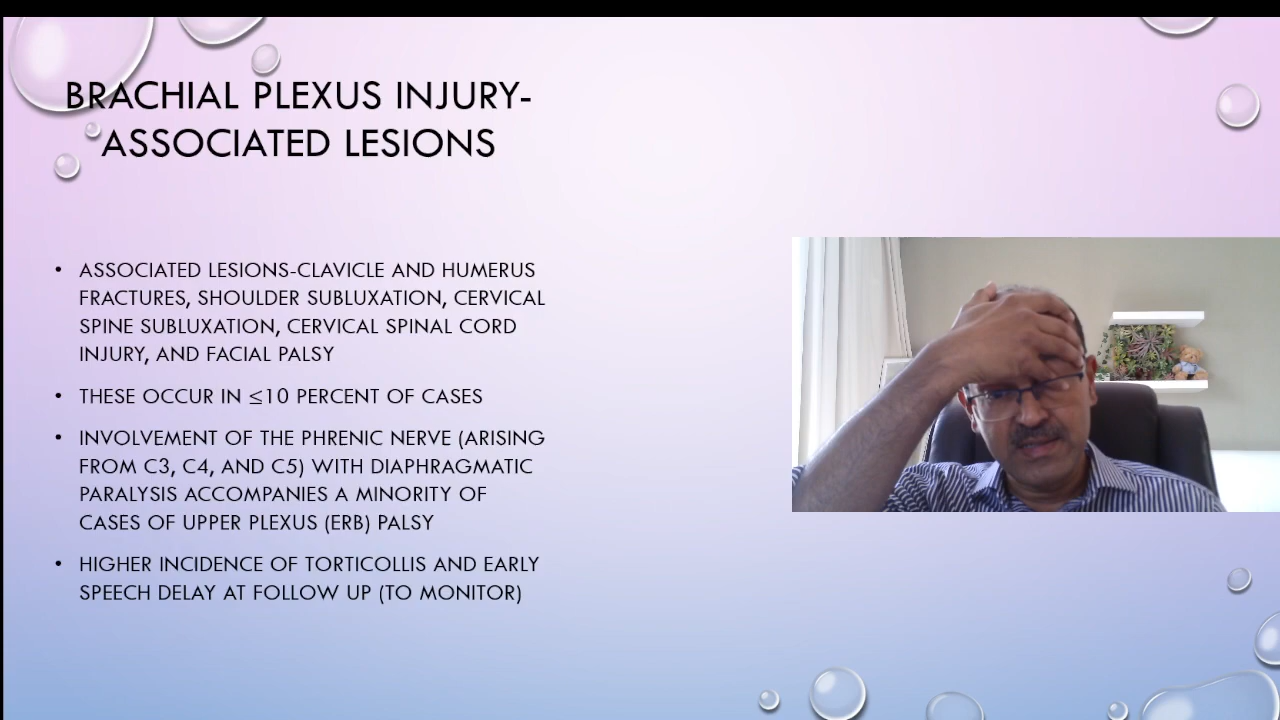 BRACHIAL PLEXUS INJURY-
ASSOCIATED LESIONS
• ASSOCIATED LESIONS-CLAVICLE AND HUMERUS
FRACTURES, SHOULDER SUBLUXATION, CERVICAL
SPINE SUBLUXATION, CERVICAL SPINAL CORD
INJURY, AND FACIAL PALSY
• THESE OCCUR IN ≤10 PERCENT OF CASES
• INVOLVEMENT OF THE PHRENIC NERVE (ARISING
FROM C3, C4, AND C5) WITH DIAPHRAGMATIC
PARALYSIS ACCOMPANIES A MINORITY OF
CASES OF UPPER PLEXUS (ERB) PALSY
• HIGHER INCIDENCE OF TORTICOLLIS AND EARLY
SPEECH DELAY AT FOLLOW UP (TO MONITOR)